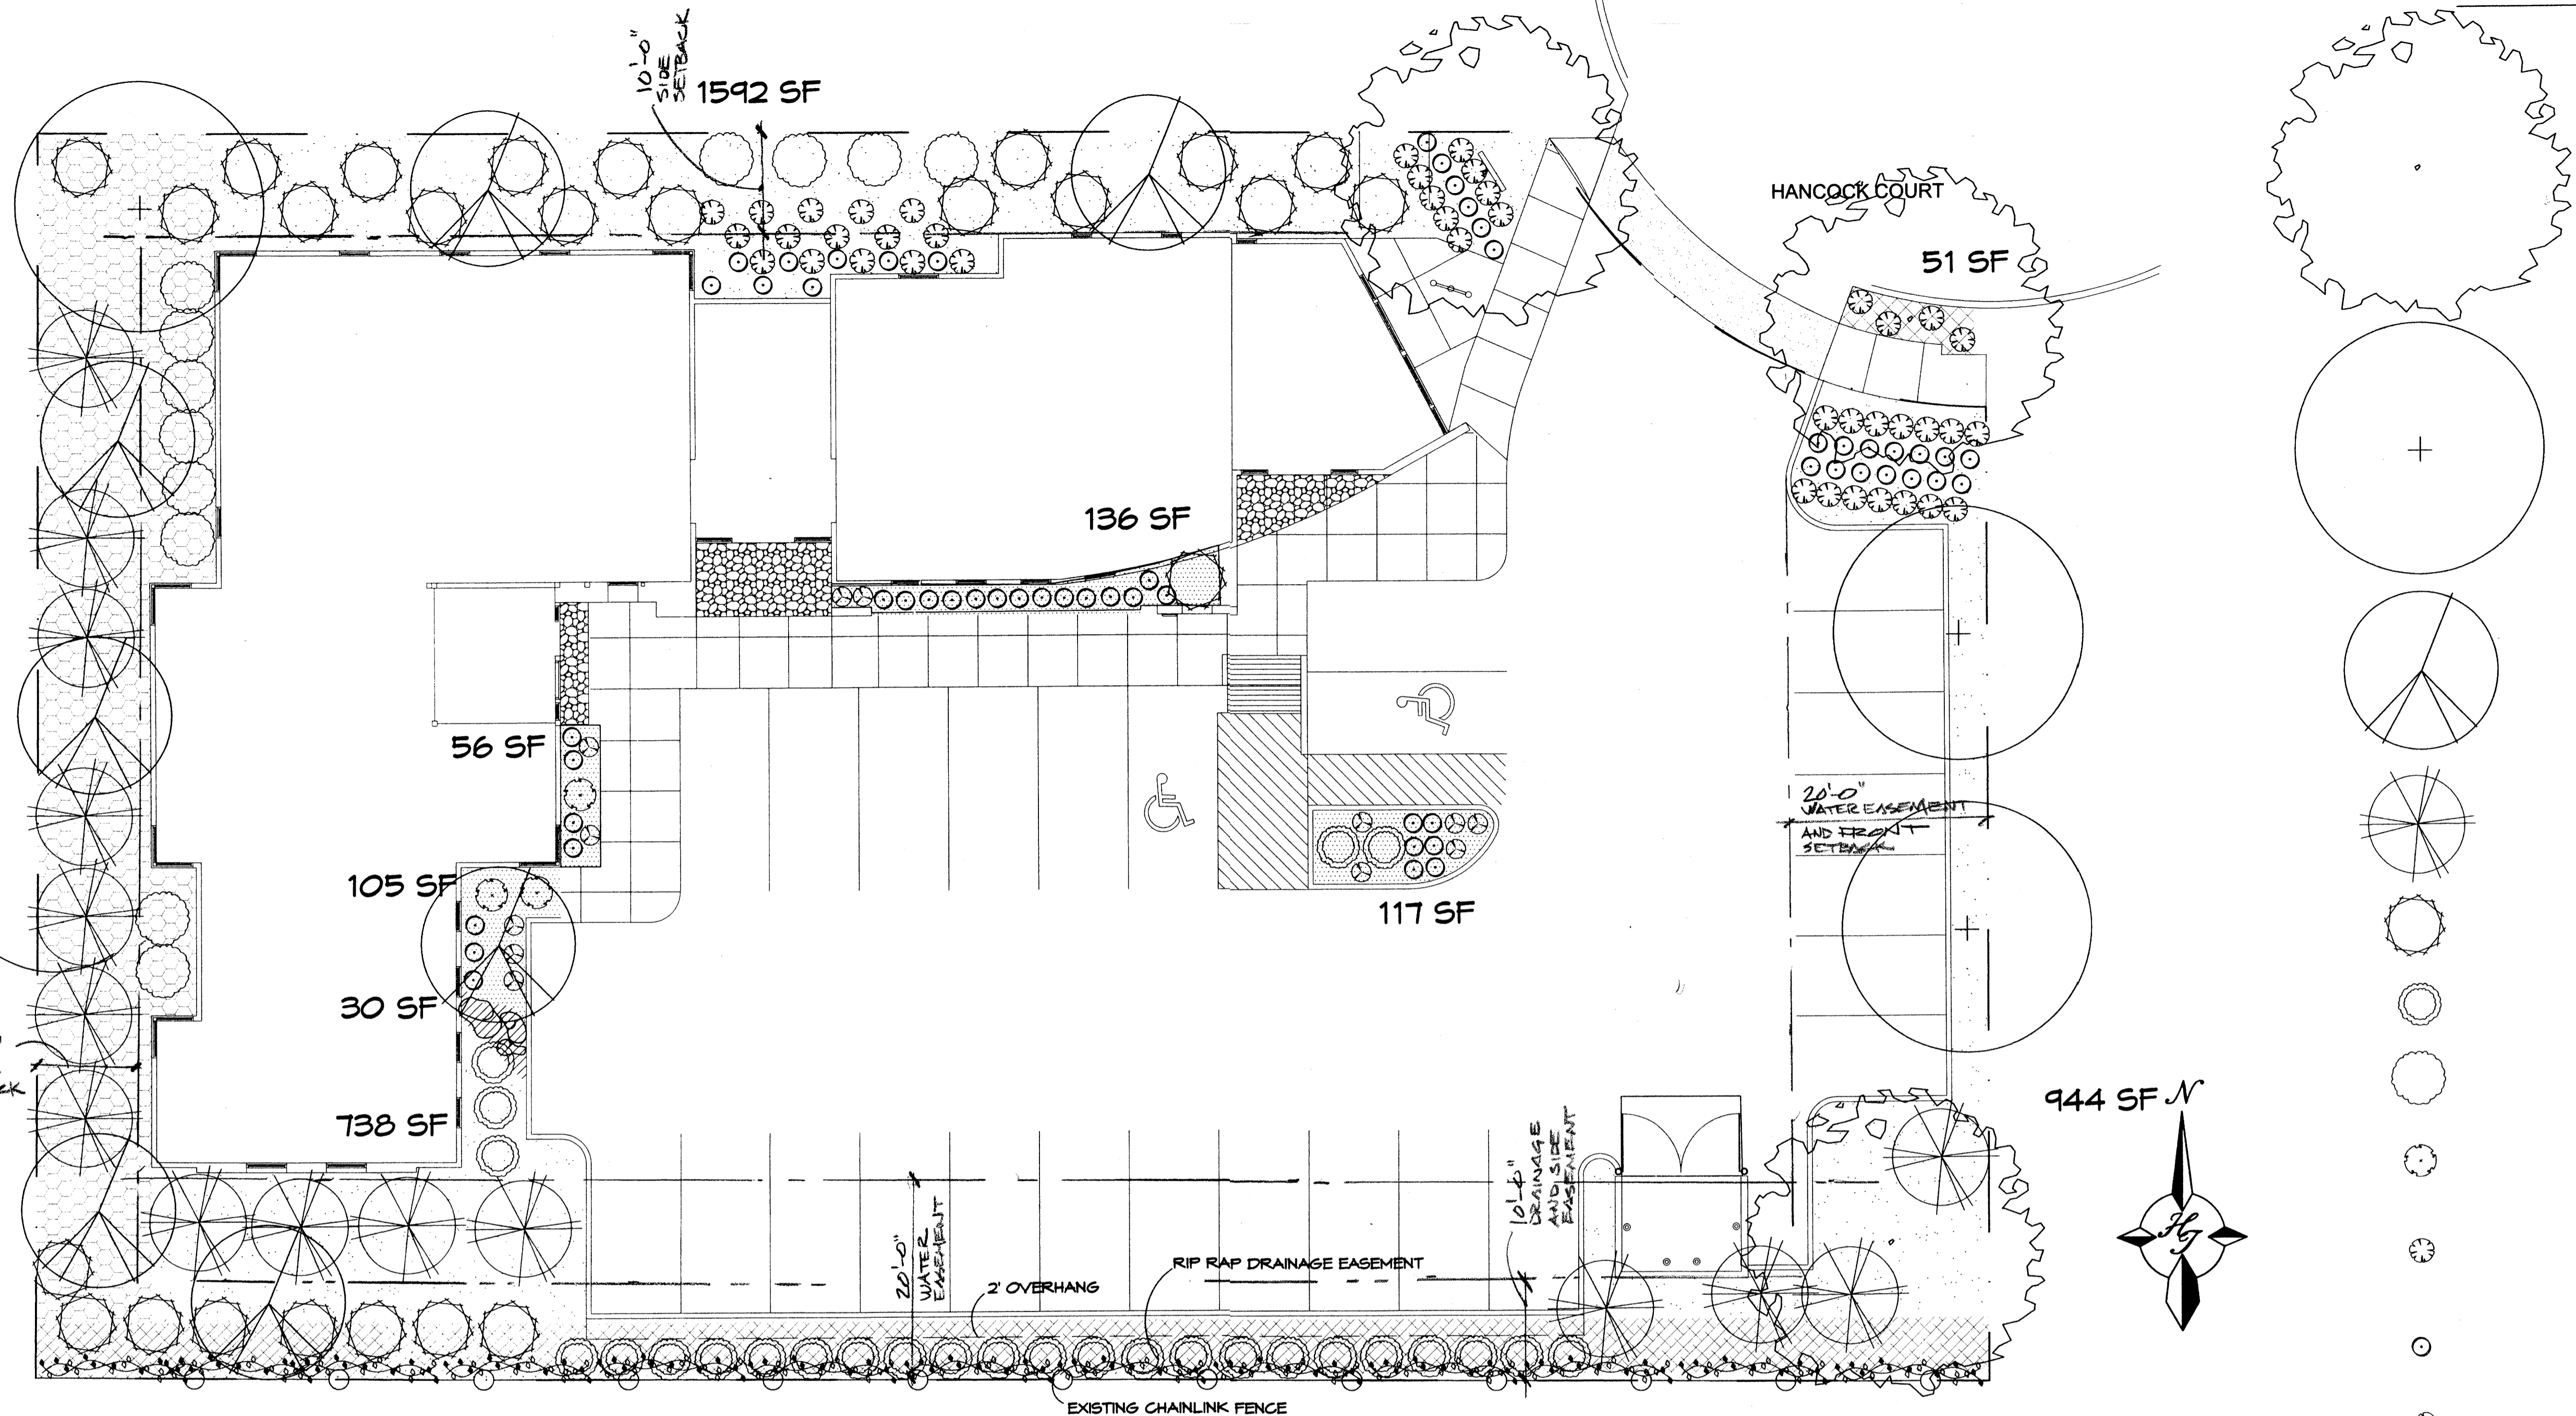 10'-0"
SIDE
SETBACK
1592 SF
HANCOCK COURT
51 SF
136 SF
56 SF
20'-0"
WATER EASEMENT
AND FRONT
SETBACK
105 SF
117 SF
30 SF
738 SF
944 SF
N
HJ
10'-0"
DRAINAGE
AND SIDE
EASEMENT
20'-0"
WATER
EASEMENT
RIP RAP DRAINAGE EASEMENT
2' OVERHANG
EXISTING CHAINLINK FENCE